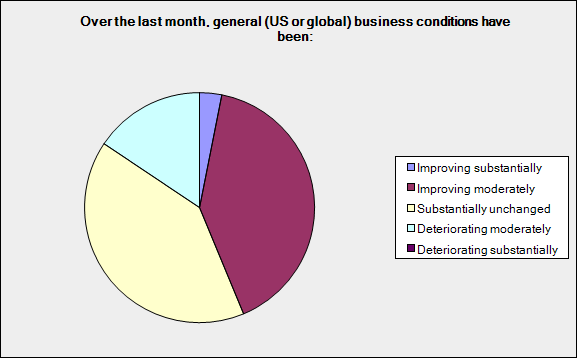 Over the last month, general (US or global) business conditions have
been:
Improving substantially
Improving moderately
Substantially unchanged
Deteriorating moderately
Deteriorating substantially